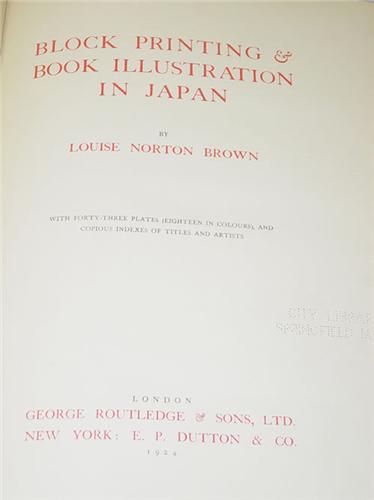 BLOCK PRINTING &
BOOK ILLUSTRATION
IN JAPAN
BY
LOUISE NORTON BROWN
WITH FORTY-THREE PLATES (EIGHTEEN IN COLOURS), AND
COPIOUS INDEXES OF TITLES AND ARTISTS
CITY LIBRAR
SPRINGFIELD
LONDON
GEORGE ROUTLEDGE & SONS, LTD.
NEW YORK: E. P. DUTTON & CO.
1924